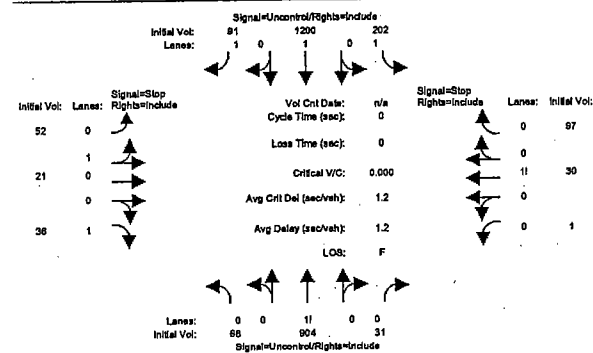 Signal=Uncontrol/Rights=Include
Initial Vol: 91 1200 202
Lanes: 1 0 1 0 1
Signal=Stop
Initial Vol: Lanes: Rights=Include
Vol Cnt Date: n/a
Signal=Stop
Rights=Include Lanes: Initial Vol:
Cycle Time (sec): 0
52 0
0 97
Loss Time (sec): 0
1
0
21 0
Critical V/C: 0.000
1! 30
0
Avg Crit Del (sec/veh): 1.2
0
36 1
Avg Delay (sec/veh): 1.2
0 1
LOS: F
Lanes: 0 0 1! 0 0
Initial Vol: 68 904 31
Signal=Uncontrol/Rights=Include